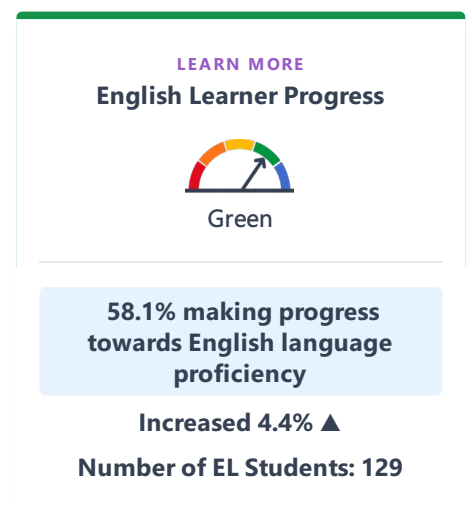 LEARN MORE
English Learner Progress
Green
58.1% making progress
towards English language
proficiency
Increased 4.4% ▲
Number of EL Students: 129